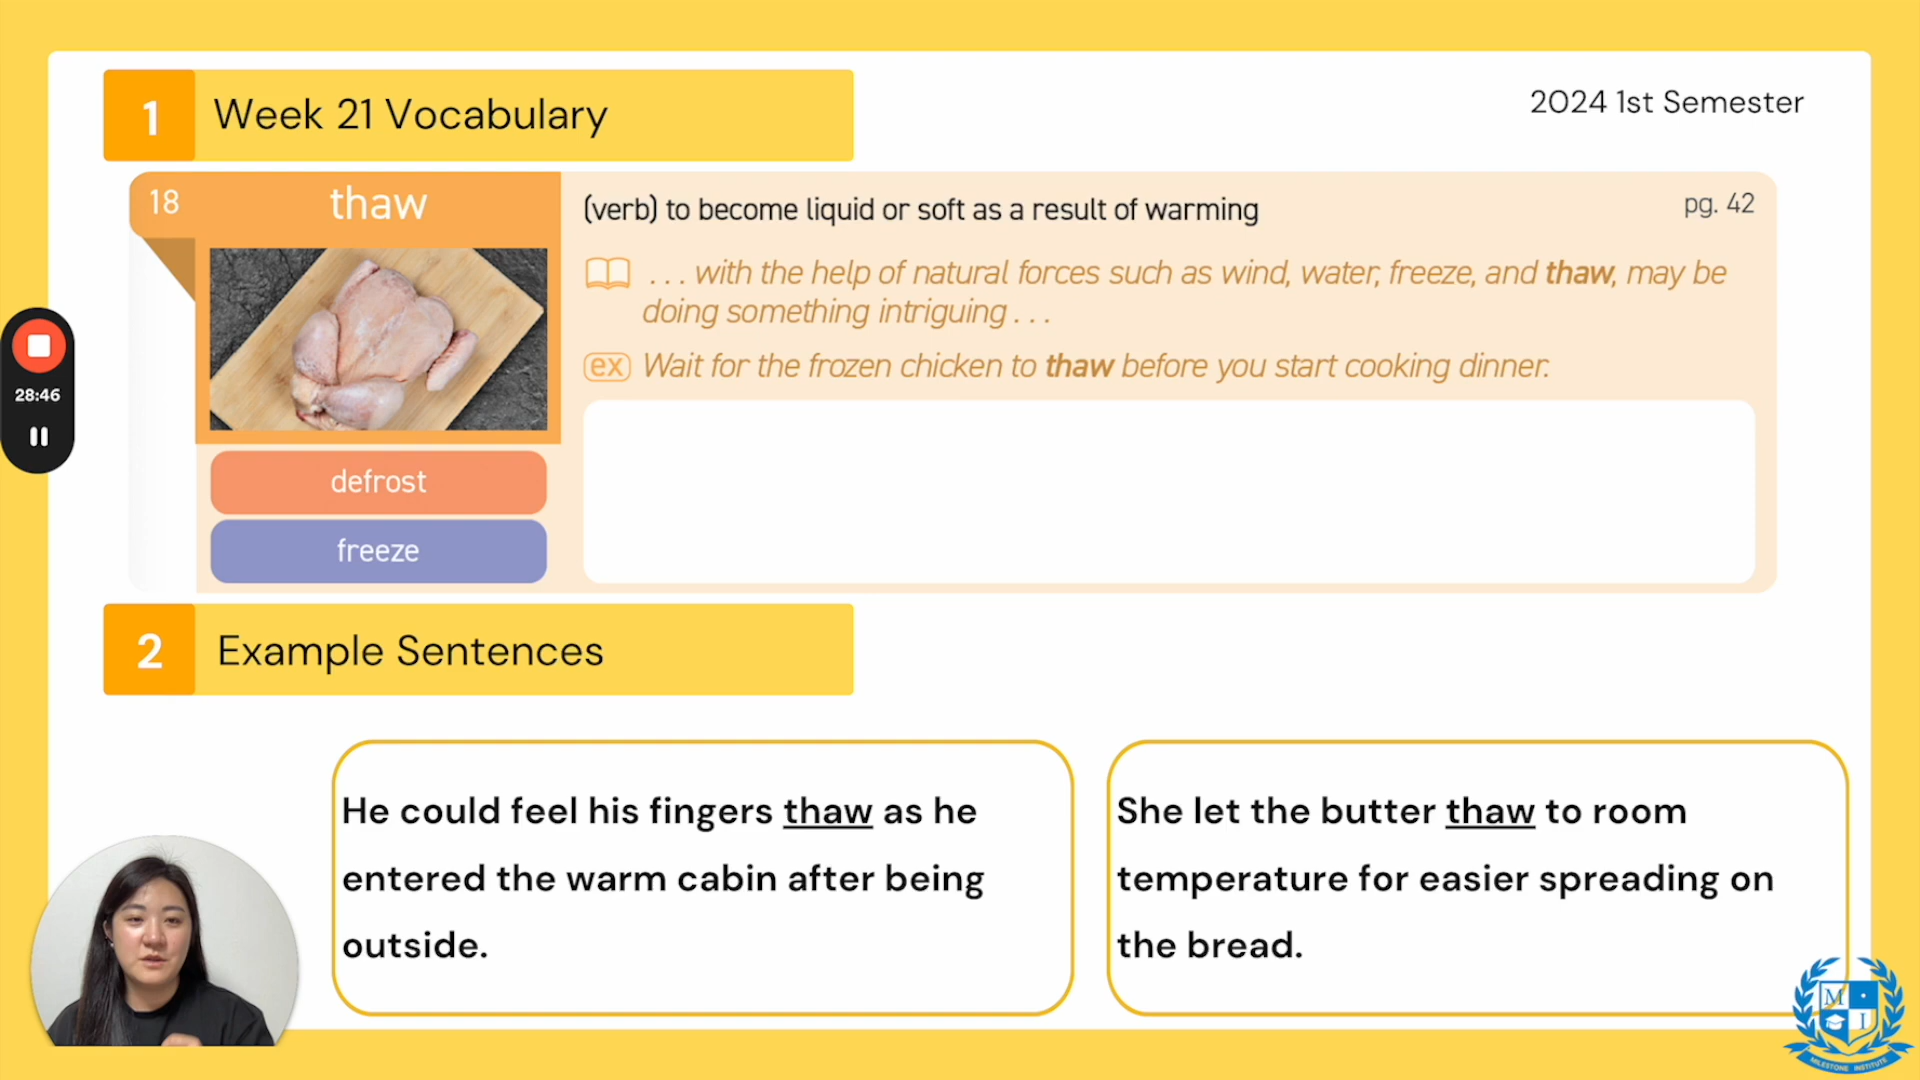 1 Week 21 Vocabulary
2024 1st Semester
18 thaw
(verb) to become liquid or soft as a result of warming
pg. 42
. . . with the help of natural forces such as wind, water, freeze, and thaw, may be
doing something intriguing . . .
ex Wait for the frozen chicken to thaw before you start cooking dinner.
28:46
defrost
freeze
2 Example Sentences
He could feel his fingers thaw as he
entered the warm cabin after being
outside.
She let the butter thaw to room
temperature for easier spreading on
the bread.
M
I
MILESTONE INSTITUTE